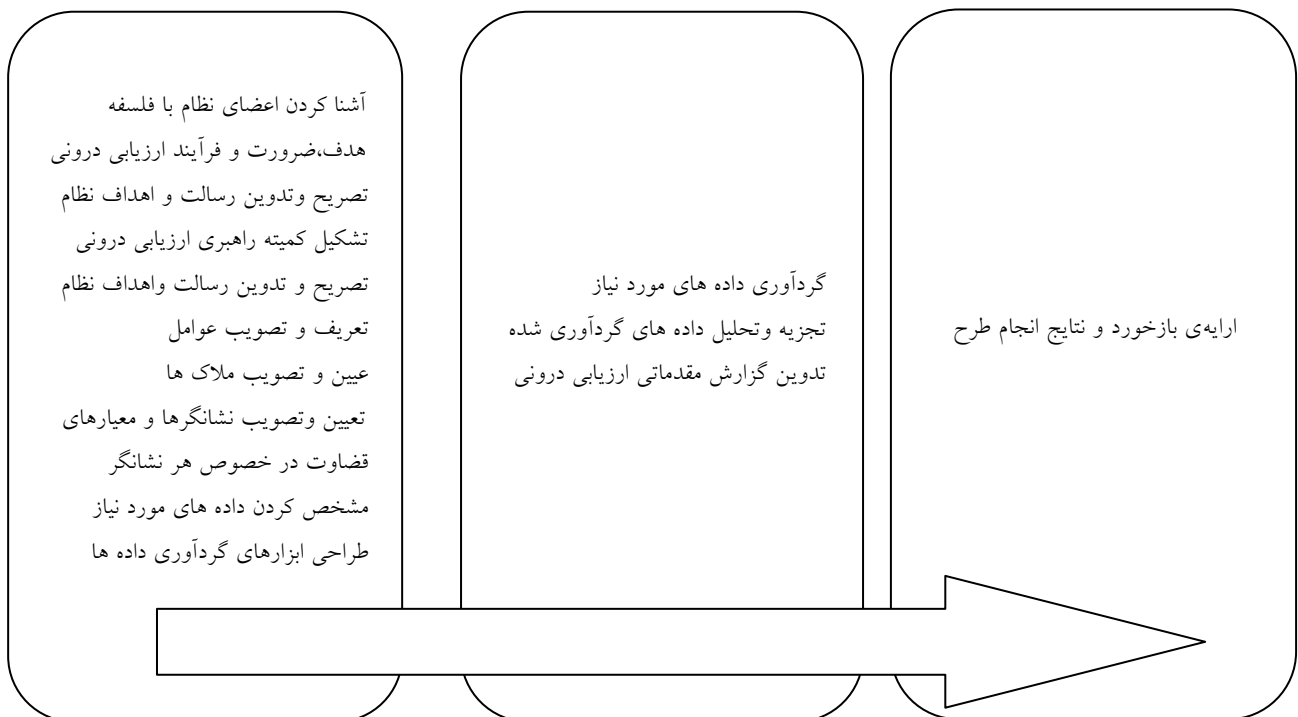 آشنا کردن اعضای نظام با فلسفه
هدف،ضرورت و فرآیند ارزیابی درونی
تصریح وتدوین رسالت و اهداف نظام
تشکیل کمیته راهبری ارزیابی درونی
تصریح و تدوین رسالت واهداف نظام
تعریف و تصویب عوامل
عیین و تصویب ملاک ها
تعیین وتصویب نشانگرها و معیارهای
قضاوت در خصوص هر نشانگر
مشخص کردن داده های مورد نیاز
طراحی ابزارهای گردآوری داده ها
گردآوری داده های مورد نیاز
تجزیه وتحلیل داده های گردآوری شده
تدوین گزارش مقدماتی ارزیابی درونی
ارایه‌ی بازخورد و نتایج انجام طرح